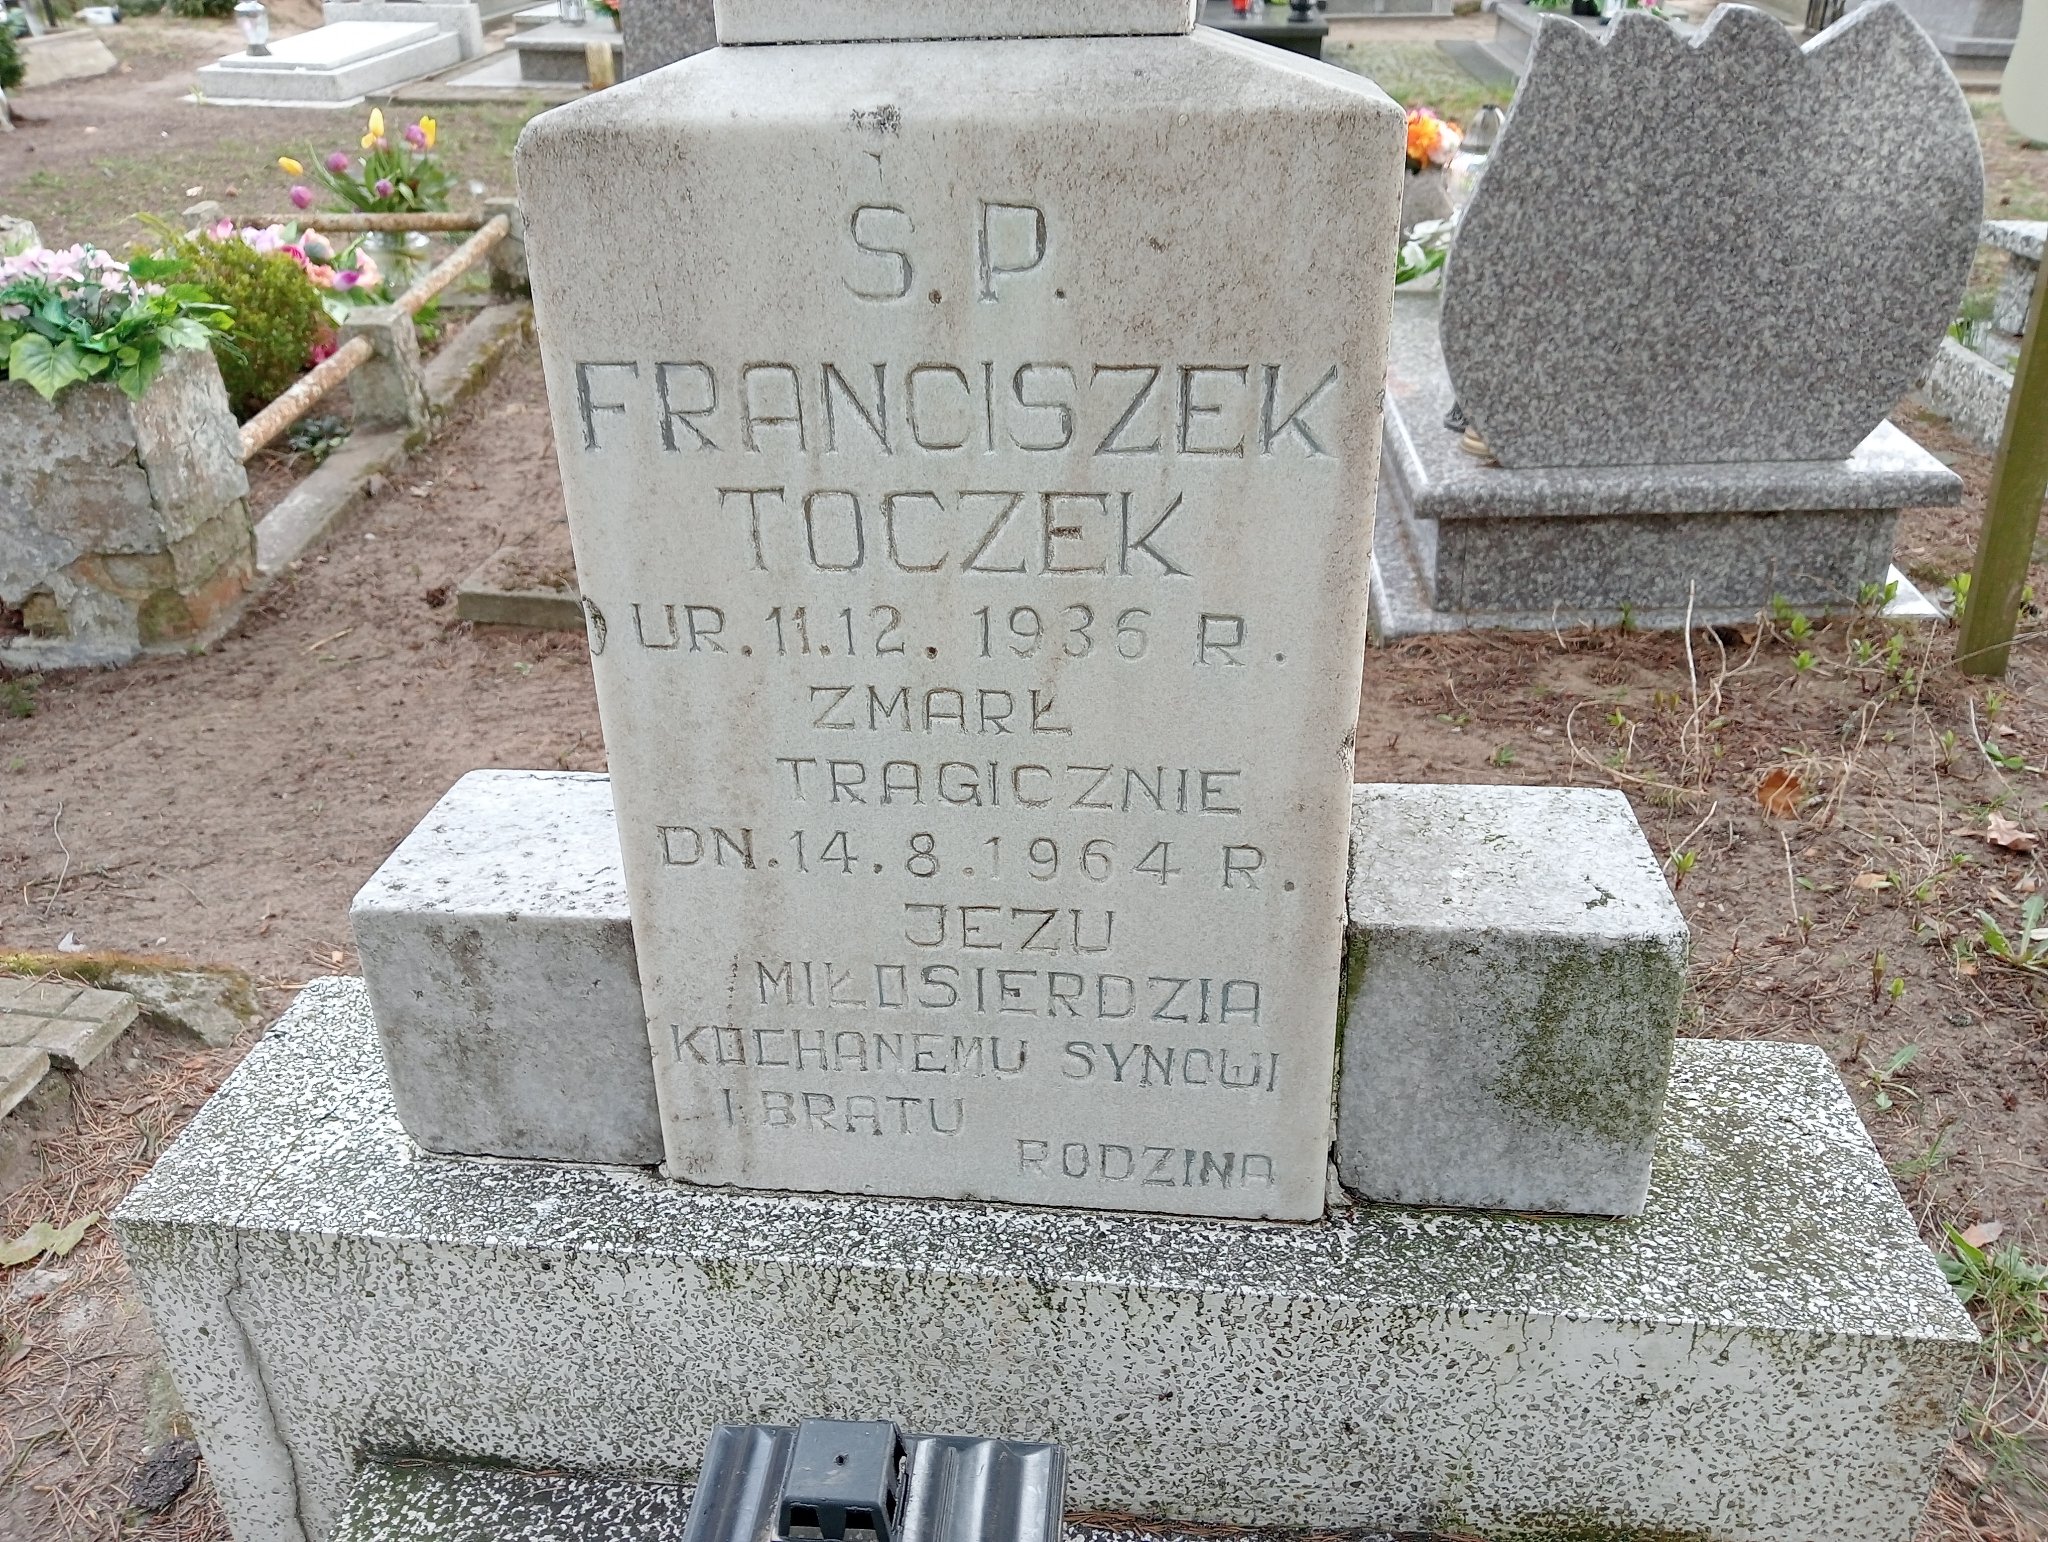 Ś.P.
FRANCISZEK
TOCZEK
UR. 11.12. 1936 R.
ZMARŁ
TRAGICZNIE
DN. 14. 8. 1964 R.
JEZU
MIŁOSIERDZIA
KOCHANEMU SYNOWI
I BRATU
RODZINA